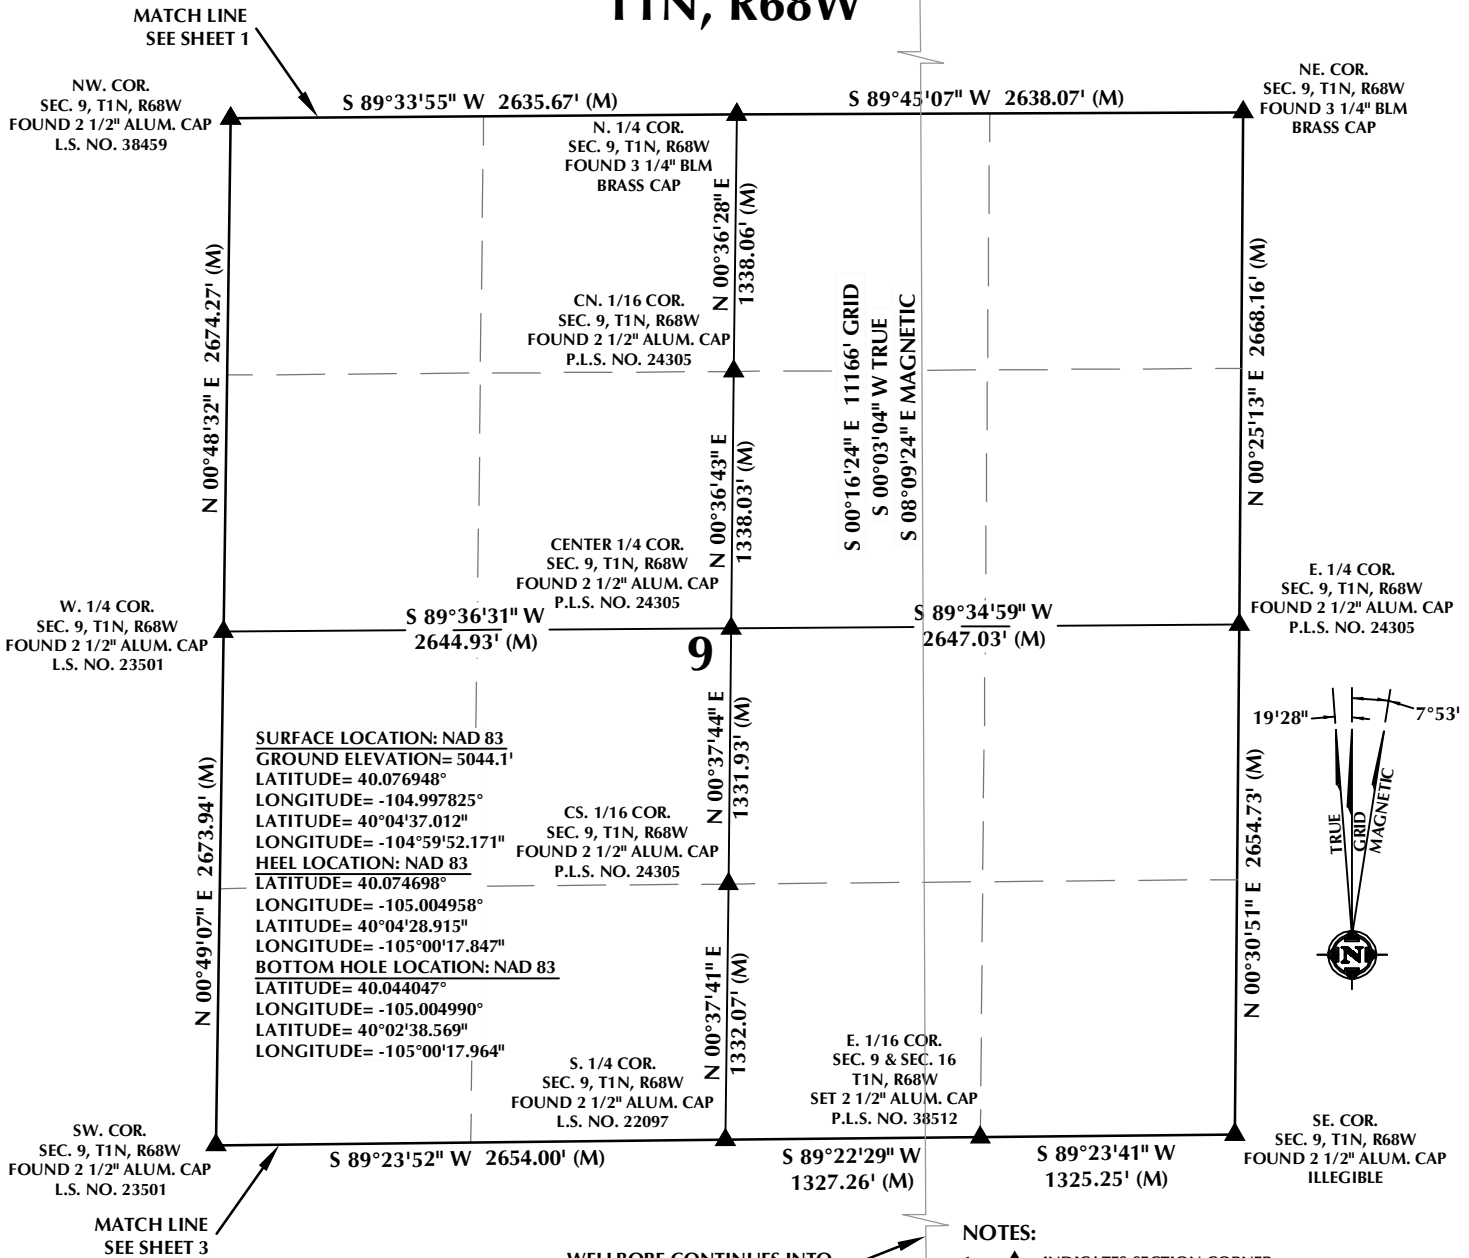 T1N, R68W
MATCH LINE
SEE SHEET 1
NW. COR.
SEC. 9, T1N, R68W
FOUND 2 1/2" ALUM. CAP
L.S. NO. 38459
S 89°33'55" W 2635.67' (M)
S 89°45'07" W 2638.07' (M)
NE. COR.
SEC. 9, T1N, R68W
FOUND 3 1/4" BLM
BRASS CAP
N. 1/4 COR.
SEC. 9, T1N, R68W
FOUND 3 1/4" BLM
BRASS CAP
N 00°36'28" E
1338.06' (M)
N 00°48'32" E 2674.27' (M)
CN. 1/16 COR.
SEC. 9, T1N, R68W
FOUND 2 1/2" ALUM. CAP
P.L.S. NO. 24305
S 00°16'24" E 11166' GRID
S 00°03'04" W TRUE
S 08°09'24" E MAGNETIC
N 00°25'13" E 2668.16' (M)
N 00°36'43" E
1338.03' (M)
CENTER 1/4 COR.
SEC. 9, T1N, R68W
FOUND 2 1/2" ALUM. CAP
P.L.S. NO. 24305
W. 1/4 COR.
SEC. 9, T1N, R68W
FOUND 2 1/2" ALUM. CAP
L.S. NO. 23501
S 89°36'31" W
2644.93' (M)
9
S 89°34'59" W
2647.03' (M)
E. 1/4 COR.
SEC. 9, T1N, R68W
FOUND 2 1/2" ALUM. CAP
P.L.S. NO. 24305
19'28"
7°53'
TRUE
GRID
MAGNETIC
N
N 00°49'07" E 2673.94' (M)
SURFACE LOCATION: NAD 83
GROUND ELEVATION= 5044.1'
LATITUDE= 40.076948°
LONGITUDE= -104.997825°
LATITUDE= 40°04'37.012"
LONGITUDE= -104°59'52.171"
HEEL LOCATION: NAD 83
LATITUDE= 40.074698°
LONGITUDE= -105.004958°
LATITUDE= 40°04'28.915"
LONGITUDE= -105°00'17.847"
BOTTOM HOLE LOCATION: NAD 83
LATITUDE= 40.044047°
LONGITUDE= -105.004990°
LATITUDE= 40°02'38.569"
LONGITUDE= -105°00'17.964"
N 00°37'44" E
1331.93' (M)
CS. 1/16 COR.
SEC. 9, T1N, R68W
FOUND 2 1/2" ALUM. CAP
P.L.S. NO. 24305
N 00°30'51" E 2654.73' (M)
N 00°37'41" E
1332.07' (M)
S. 1/4 COR.
SEC. 9, T1N, R68W
FOUND 2 1/2" ALUM. CAP
L.S. NO. 22097
E. 1/16 COR.
SEC. 9 & SEC. 16
T1N, R68W
SET 2 1/2" ALUM. CAP
P.L.S. NO. 38512
SW. COR.
SEC. 9, T1N, R68W
FOUND 2 1/2" ALUM. CAP
L.S. NO. 23501
S 89°23'52" W 2654.00' (M)
S 89°22'29" W
1327.26' (M)
S 89°23'41" W
1325.25' (M)
SE. COR.
SEC. 9, T1N, R68W
FOUND 2 1/2" ALUM. CAP
ILLEGIBLE
MATCH LINE
SEE SHEET 3
WELLBORE CONTINUES INTO
NOTES:
INDICATES SECTION CORNER